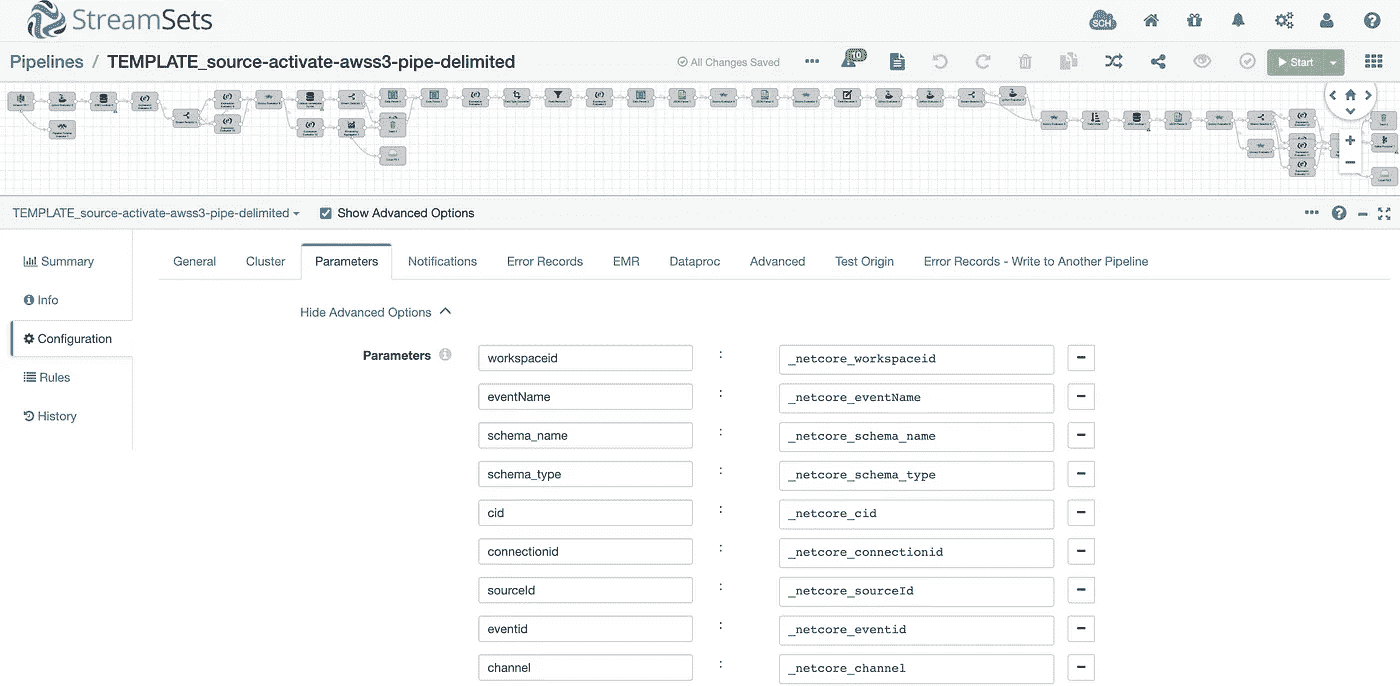 StreamSets
SCH
Pipelines / TEMPLATE_source-activate-awss3-pipe-delimited
All Changes Saved
10
Start
TEMPLATE_source-activate-awss3-pipe-delimited
Show Advanced Options
Summary
Info
Configuration
Rules
History
General Cluster Parameters Notifications Error Records EMR Dataproc Advanced Test Origin Error Records - Write to Another Pipeline
Hide Advanced Options
Parameters
workspaceid : _netcore_workspaceid
eventName : _netcore_eventName
schema_name : _netcore_schema_name
schema_type : _netcore_schema_type
cid : _netcore_cid
connectionid : _netcore_connectionid
sourceId : _netcore_sourceId
eventid : _netcore_eventid
channel : _netcore_channel